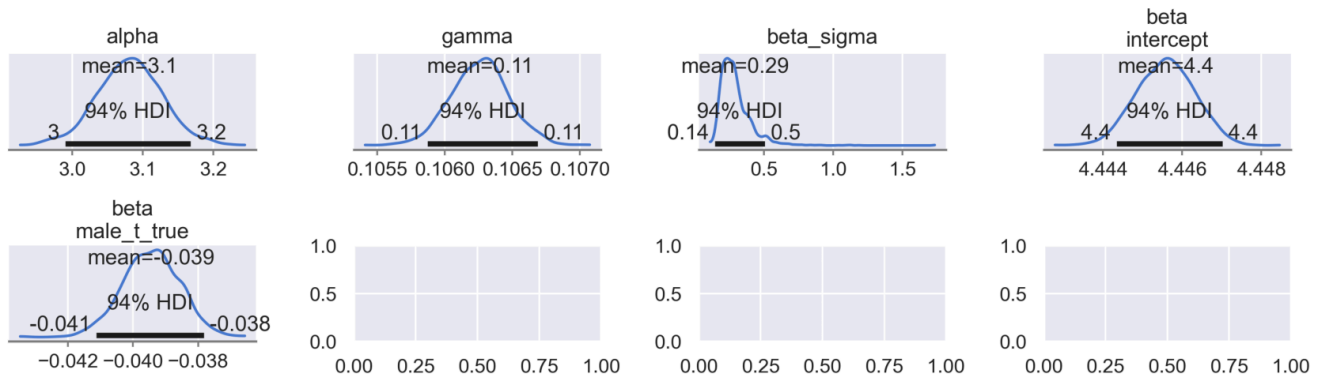 alpha
mean=3.1
94% HDI
3
3.2
3.0
3.1
3.2
gamma
mean=0.11
94% HDI
0.11
0.11
0.1055
0.1060
0.1065
0.1070
beta_sigma
mean=0.29
94% HDI
0.14
0.5
0.5
1.0
1.5
beta
intercept
mean=4.4
94% HDI
4.4
4.4
4.444
4.446
4.448
beta
male_t_true
mean=-0.039
94% HDI
-0.041
-0.038
−0.042
−0.040
−0.038
1.0
0.5
0.0
0.00
0.25
0.50
0.75
1.00
1.0
0.5
0.0
0.00
0.25
0.50
0.75
1.00
1.0
0.5
0.0
0.00
0.25
0.50
0.75
1.00